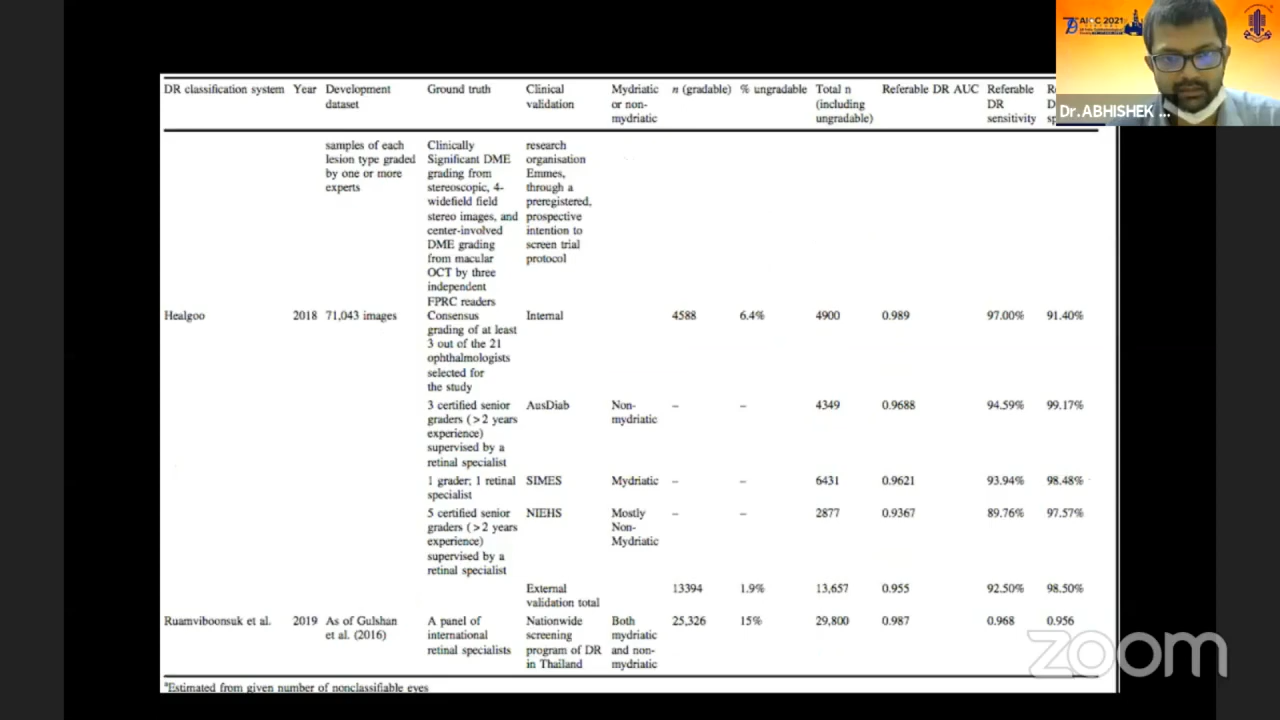 AIOC 2021
Dr. ABHISHEK ...
DR classification system Year Development dataset Ground truth Clinical validation Mydriatic or non-mydriatic n (gradable) % ungradable Total n (including ungradable) Referable DR AUC Referable DR sensitivity
samples of each lesion type graded by one or more experts
Clinically Significant DME grading from stereoscopic, 4-widefield field stereo images, and center-involved DME grading from macular OCT by three independent FPRC readers
research organisation Emmes, through a preregistered, prospective intention to screen trial protocol
Healgoo 2018 71,043 images Consensus grading of at least 3 out of the 21 ophthalmologists selected for the study Internal 4588 6.4% 4900 0.989 97.00% 91.40%
3 certified senior graders (>2 years experience) supervised by a retinal specialist AusDiab Non-mydriatic – – 4349 0.9688 94.59% 99.17%
1 grader; 1 retinal specialist SIMES Mydriatic – – 6431 0.9621 93.94% 98.48%
5 certified senior graders (>2 years experience) supervised by a retinal specialist NIEHS Mostly Non-Mydriatic – – 2877 0.9367 89.76% 97.57%
External validation total 13394 1.9% 13,657 0.955 92.50% 98.50%
Ruamviboonsuk et al. 2019 As of Gulshan et al. (2016) A panel of international retinal specialists Nationwide screening program of DR in Thailand Both mydriatic and non-mydriatic 25,326 15% 29,800 0.987 0.968 0.956
aEstimated from given number of nonclassifiable eyes
zoom